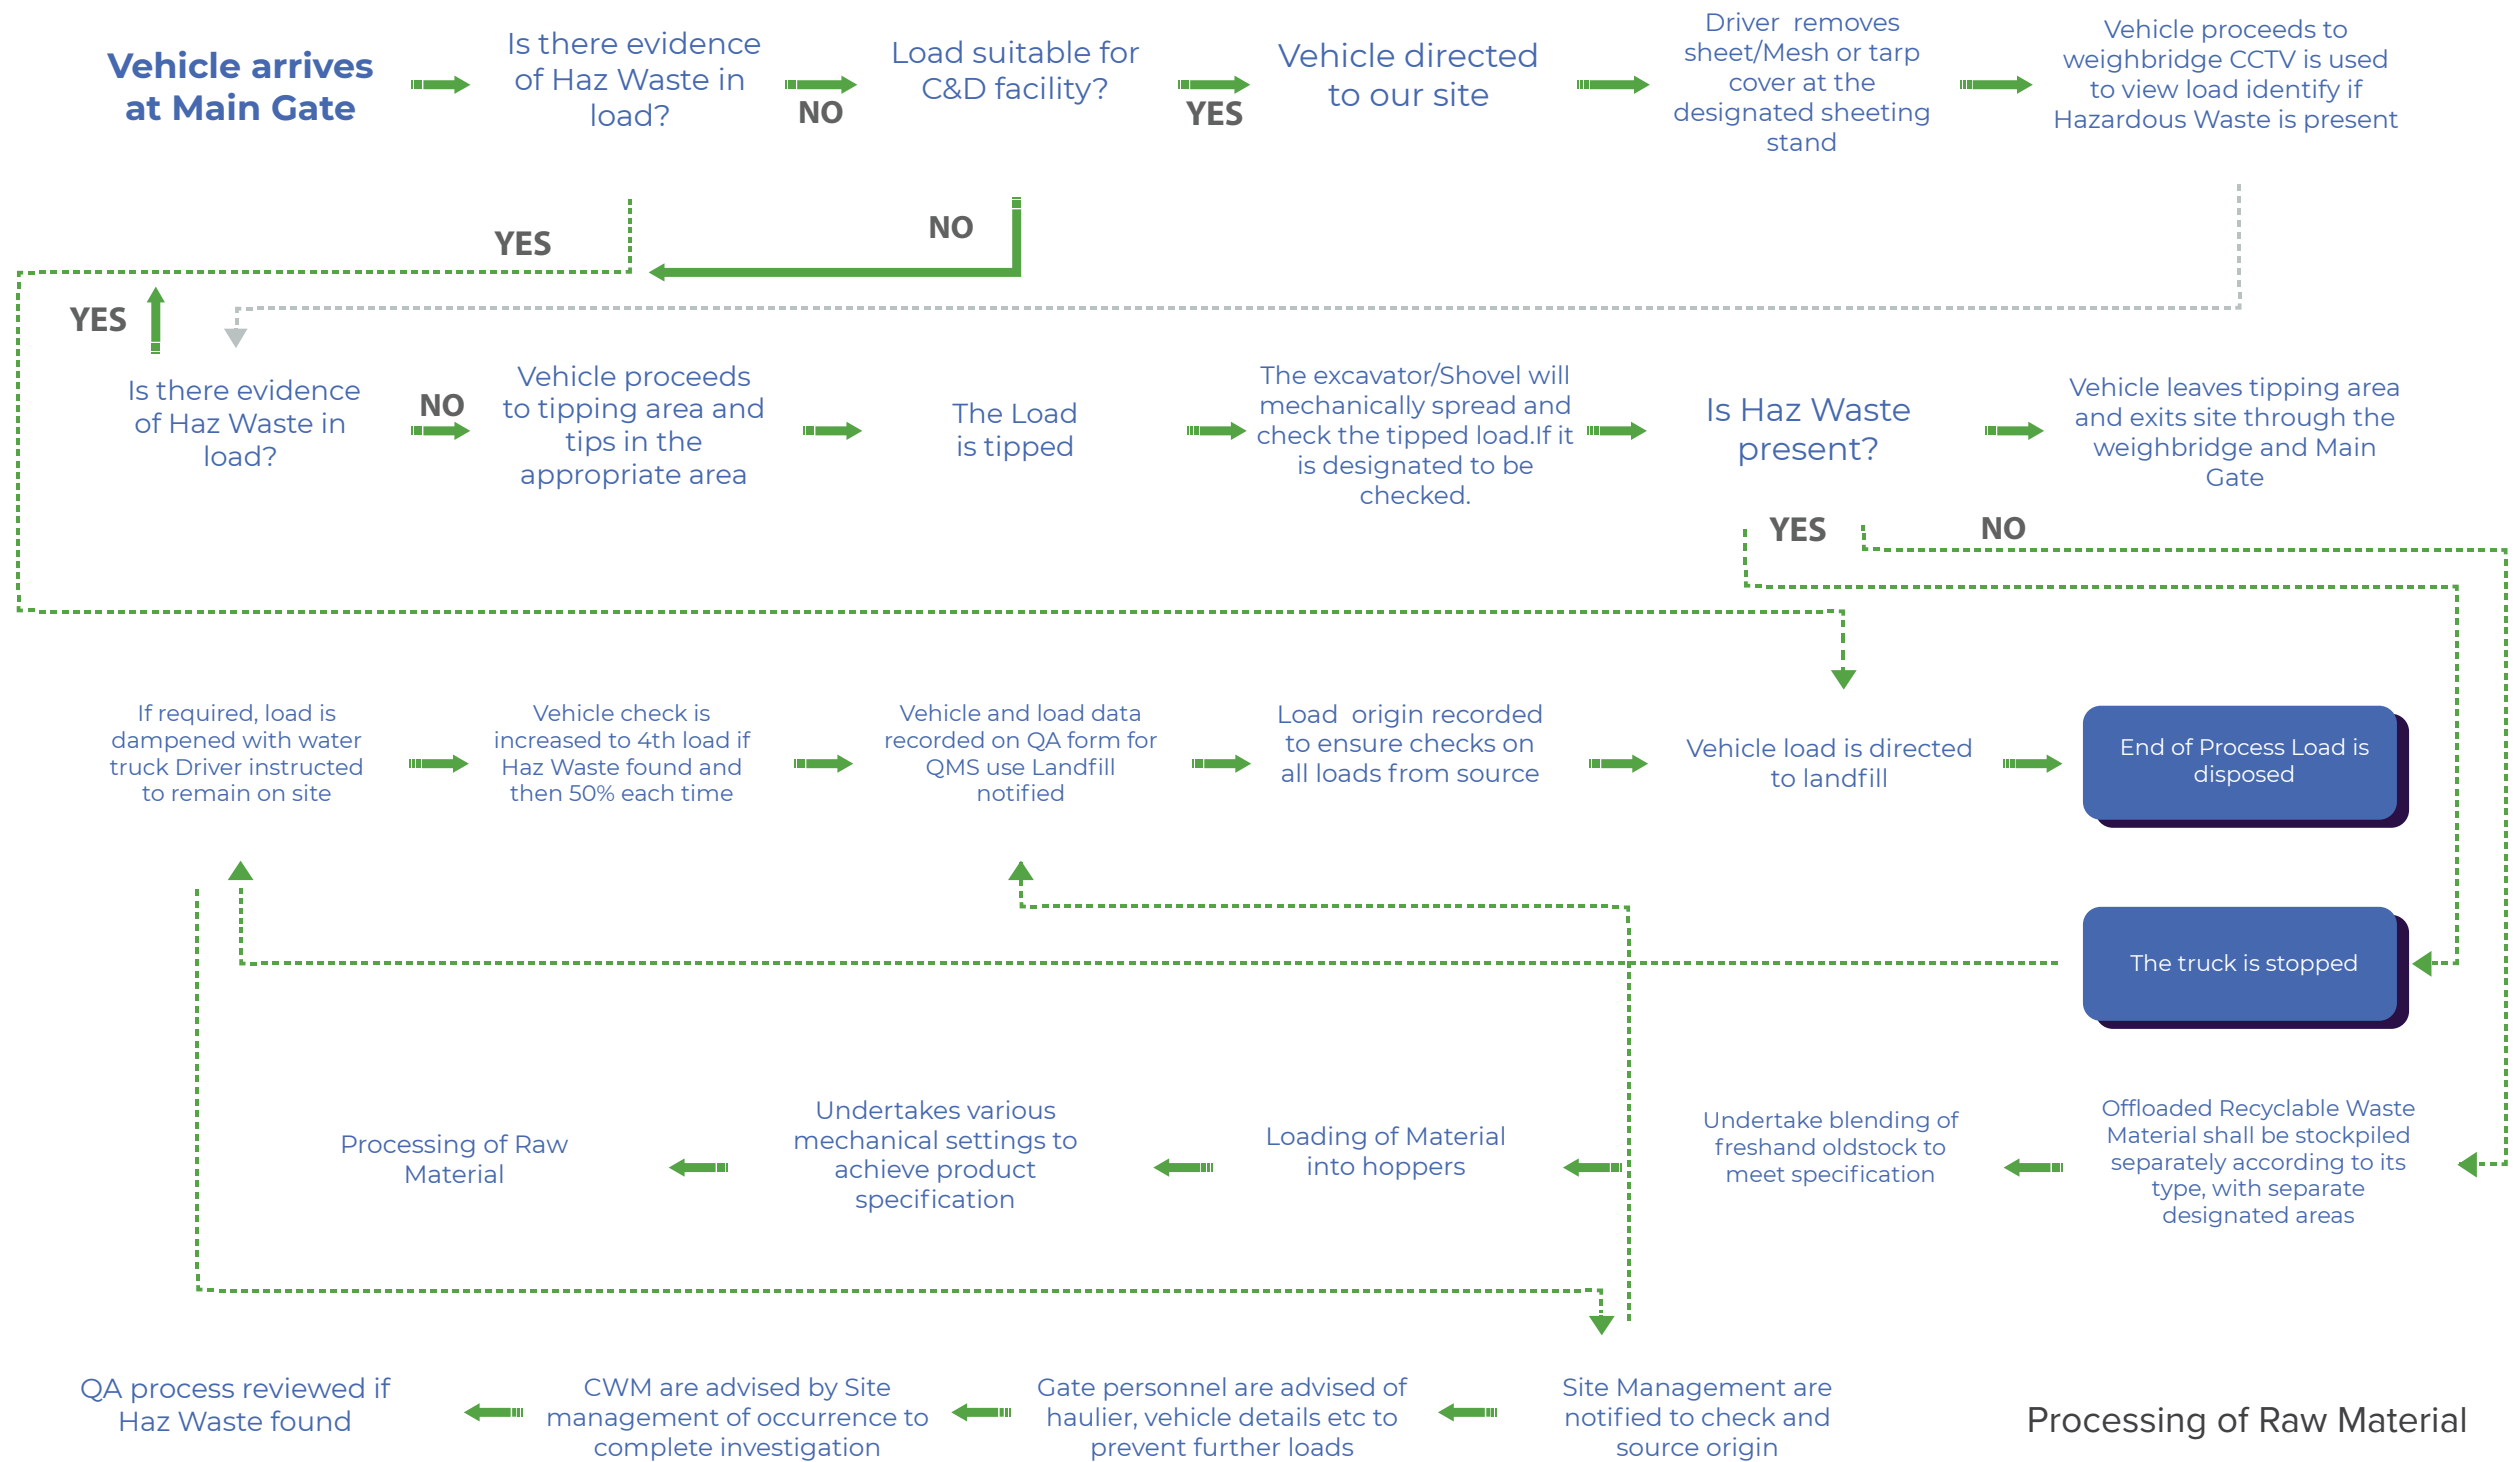 Vehicle arrives
at Main Gate
Is there evidence
of Haz Waste in
load?
NO
Load suitable for
C&D facility?
YES
Vehicle directed
to our site
Driver  removes
sheet/Mesh or tarp
cover at the
designated sheeting
stand
Vehicle proceeds to
weighbridge CCTV is used
to view load identify if
Hazardous Waste is present
YES
NO
YES
Is there evidence
of Haz Waste in
load?
NO
Vehicle proceeds
to tipping area and
tips in the
appropriate area
The Load
is tipped
The excavator/Shovel will
mechanically spread and
check the tipped load.If it
is designated to be
checked.
Is Haz Waste
present?
Vehicle leaves tipping area
and exits site through the
weighbridge and Main
Gate
YES
NO
If required, load is
dampened with water
truck Driver instructed
to remain on site
Vehicle check is
increased to 4th load if
Haz Waste found and
then 50% each time
Vehicle and load data
recorded on QA form for
QMS use Landfill
notified
Load  origin recorded
to ensure checks on
all loads from source
Vehicle load is directed
to landfill
End of Process Load is
disposed
The truck is stopped
Processing of Raw
Material
Undertakes various
mechanical settings to
achieve product
specification
Loading of Material
into hoppers
Undertake blending of
freshand oldstock to
meet specification
Offloaded Recyclable Waste
Material shall be stockpiled
separately according to its
type, with separate
designated areas
QA process reviewed if
Haz Waste found
CWM are advised by Site
management of occurrence to
complete investigation
Gate personnel are advised of
haulier, vehicle details etc to
prevent further loads
Site Management are
notified to check and
source origin
Processing of Raw Material